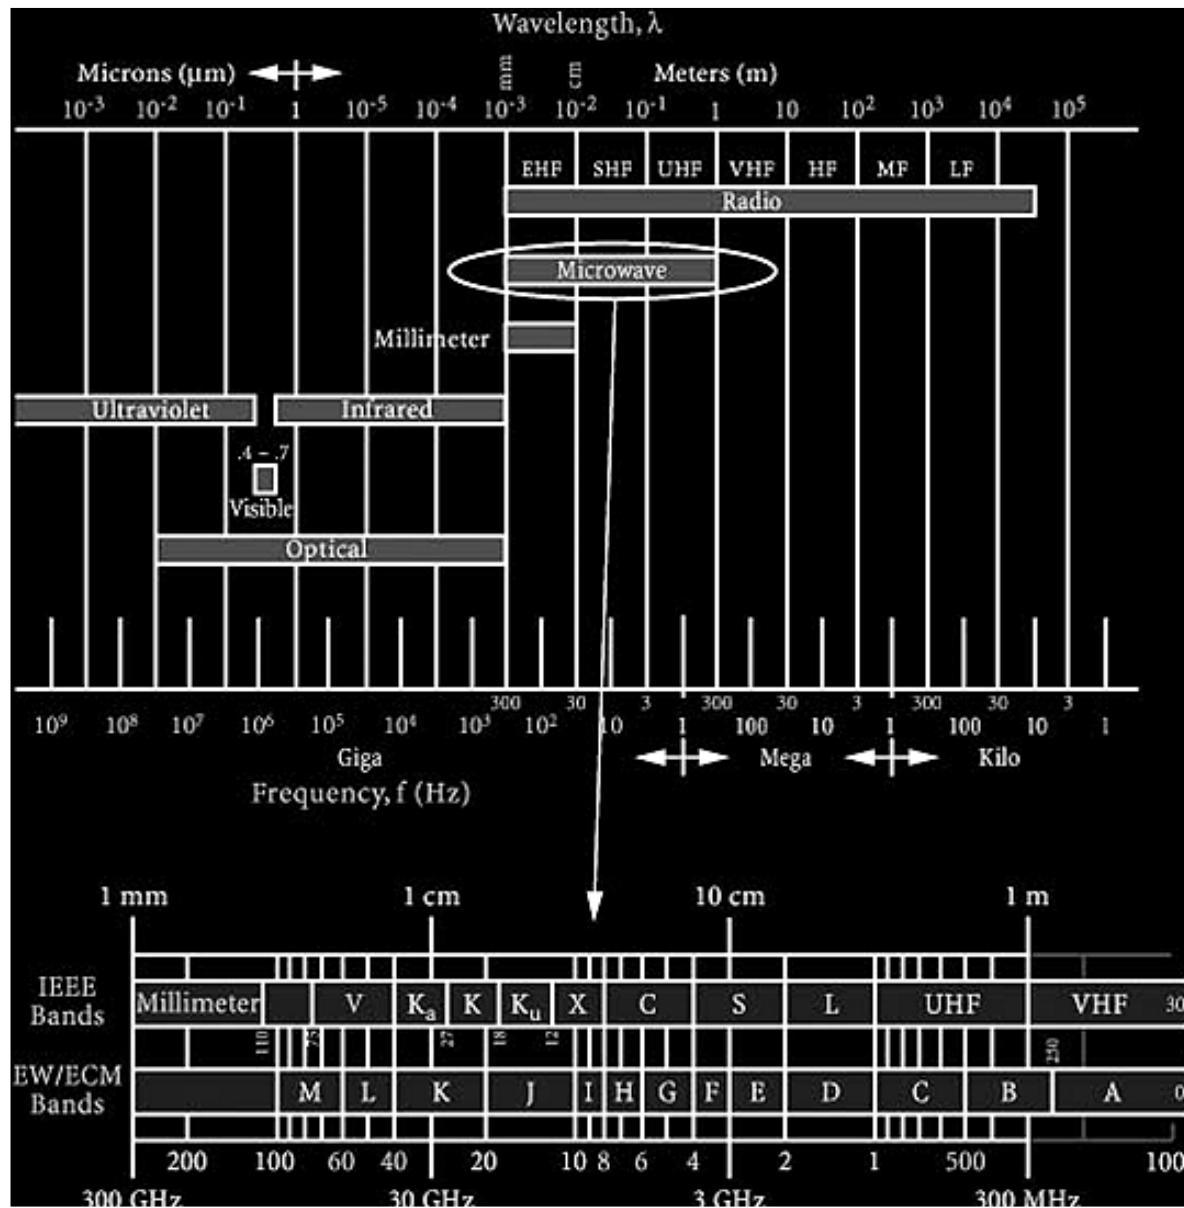 Wavelength, λ
Microns (μm) mm cm Meters (m)
10⁻³ 10⁻² 10⁻¹ 1 10⁻⁵ 10⁻⁴ 10⁻³ 10⁻² 10⁻¹ 1 10 10² 10³ 10⁴ 10⁵
EHF SHF UHF VHF HF MF LF
Radio
Microwave
Millimeter
Ultraviolet Infrared
.4 – .7
Visible
Optical
300 30 3 300 30 3 300 30 3
10⁹ 10⁸ 10⁷ 10⁶ 10⁵ 10⁴ 10³ 10² 10 1 100 10 1 100 10 1
Giga Mega Kilo
Frequency, f (Hz)
1 mm 1 cm 10 cm 1 m
IEEE Bands
Millimeter V Kₐ K Kᵤ X C S L UHF VHF 30
110 75 27 18 12 250
EW/ECM Bands
M L K J I H G F E D C B A 0
200 100 60 40 20 10 8 6 4 2 1 500 100
300 GHz 30 GHz 3 GHz 300 MHz